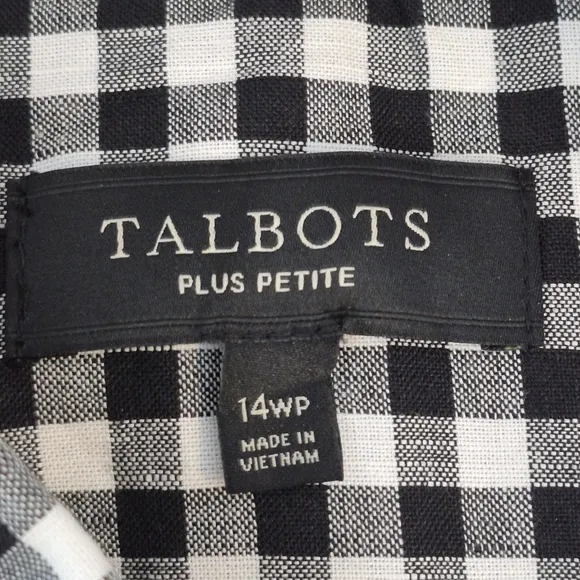 TALBOTS
PLUS PETITE
14WP
MADE IN
VIETNAM